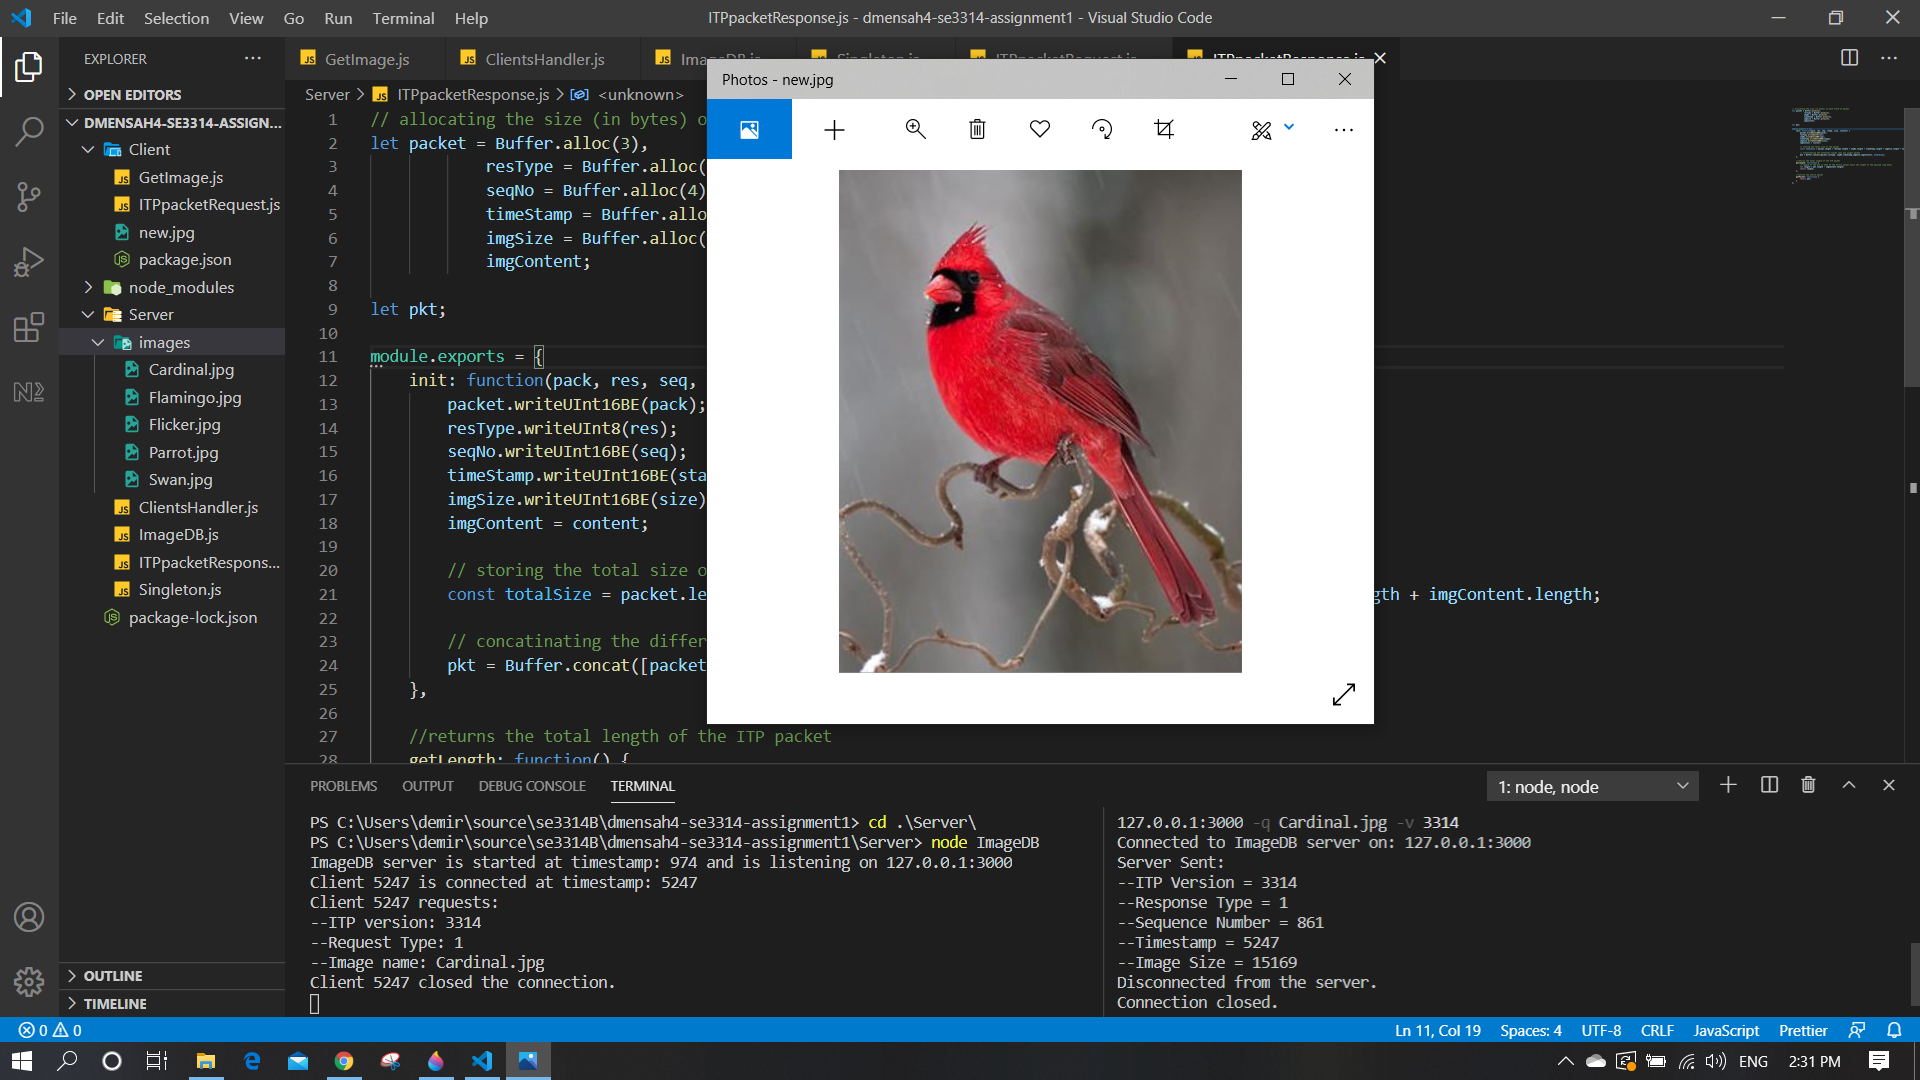 File Edit Selection View Go Run Terminal Help
ITPpacketResponse.js - dmensah4-se3314-assignment1 - Visual Studio Code
EXPLORER
OPEN EDITORS
DMENSAH4-SE3314-ASSIGN...
Client
GetImage.js
ITPpacketRequest.js
new.jpg
package.json
node_modules
Server
images
Cardinal.jpg
Flamingo.jpg
Flicker.jpg
Parrot.jpg
Swan.jpg
ClientsHandler.js
ImageDB.js
ITPpacketRespons...
Singleton.js
package-lock.json
OUTLINE
TIMELINE
GetImage.js ClientsHandler.js
Server > ITPpacketResponse.js > <unknown>
1 // allocating the size (in bytes) o
2 let packet = Buffer.alloc(3),
3 resType = Buffer.alloc(
4 seqNo = Buffer.alloc(4)
5 timeStamp = Buffer.allo
6 imgSize = Buffer.alloc(
7 imgContent;
8
9 let pkt;
10
11 module.exports = {
12 init: function(pack, res, seq,
13 packet.writeUInt16BE(pack);
14 resType.writeUInt8(res);
15 seqNo.writeUInt16BE(seq);
16 timeStamp.writeUInt16BE(sta
17 imgSize.writeUInt16BE(size)
18 imgContent = content;
19
20 // storing the total size o
21 const totalSize = packet.le gth + imgContent.length;
22
23 // concatinating the differ
24 pkt = Buffer.concat([packet
25 },
26
27 //returns the total length of the ITP packet
28 getLength: function() {
Photos - new.jpg
PROBLEMS OUTPUT DEBUG CONSOLE TERMINAL
1: node, node
PS C:\Users\demir\source\se3314B\dmensah4-se3314-assignment1> cd .\Server\
PS C:\Users\demir\source\se3314B\dmensah4-se3314-assignment1\Server> node ImageDB
ImageDB server is started at timestamp: 974 and is listening on 127.0.0.1:3000
Client 5247 is connected at timestamp: 5247
Client 5247 requests:
--ITP version: 3314
--Request Type: 1
--Image name: Cardinal.jpg
Client 5247 closed the connection.
127.0.0.1:3000 -q Cardinal.jpg -v 3314
Connected to ImageDB server on: 127.0.0.1:3000
Server Sent:
--ITP Version = 3314
--Response Type = 1
--Sequence Number = 861
--Timestamp = 5247
--Image Size = 15169
Disconnected from the server.
Connection closed.
0 0
Ln 11, Col 19 Spaces: 4 UTF-8 CRLF JavaScript Prettier
ENG 2:31 PM